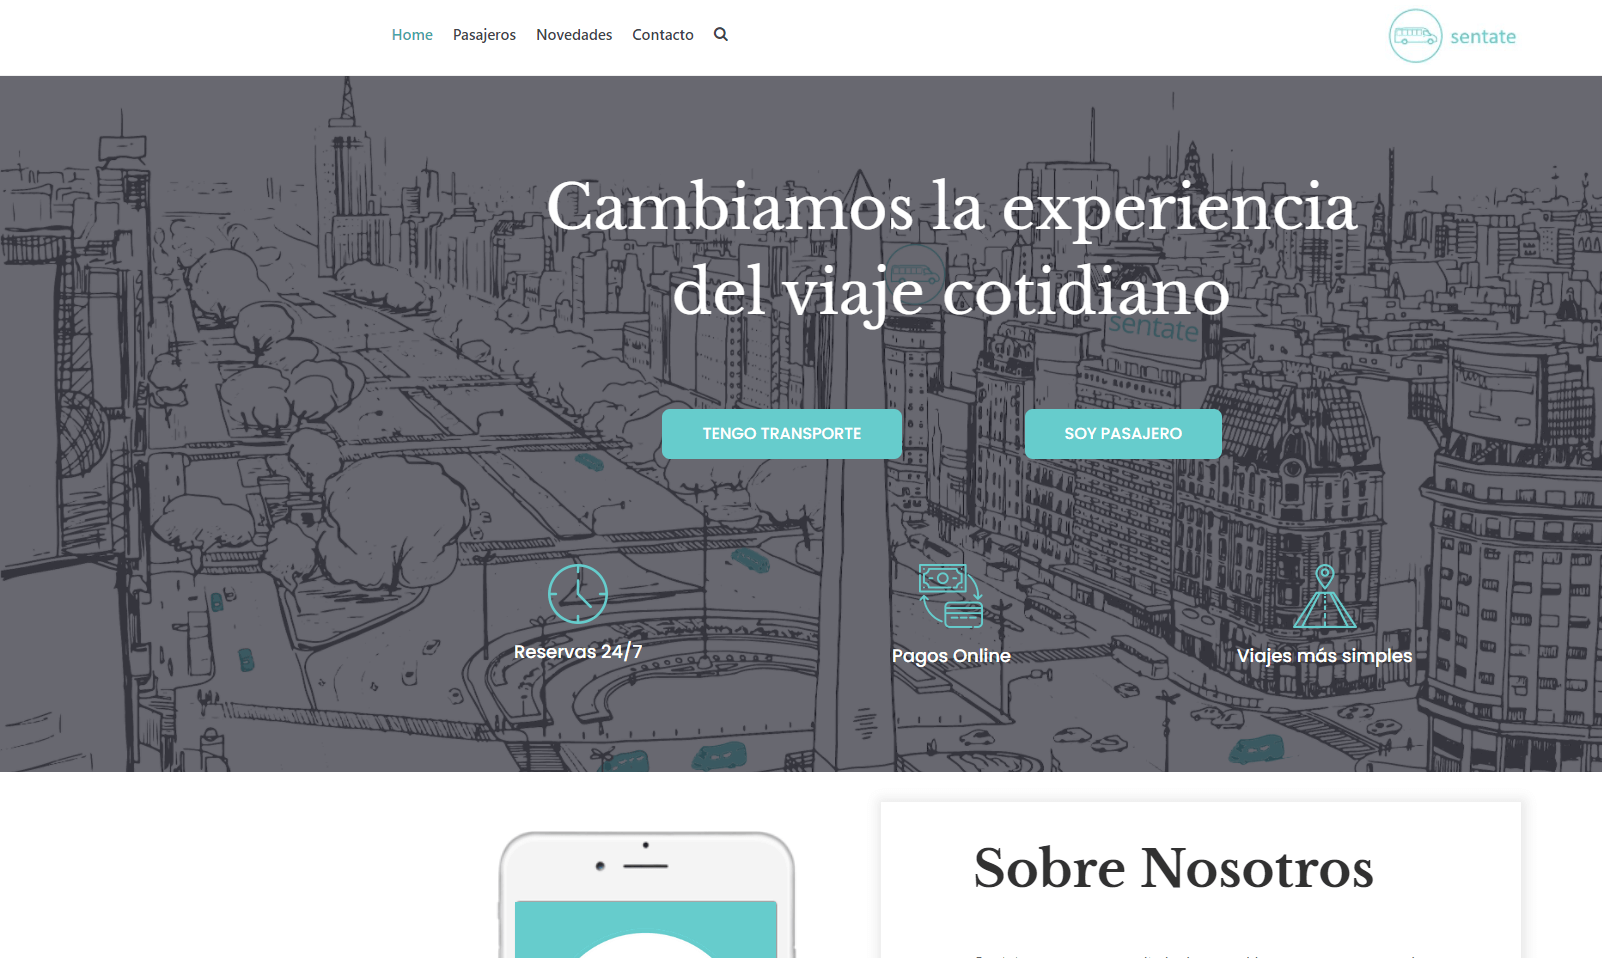 Home Pasajeros Novedades Contacto
sentate
Cambiamos la experiencia
del viaje cotidiano
sentate
TENGO TRANSPORTE
SOY PASAJERO
Reservas 24/7
Pagos Online
Viajes más simples
Sobre Nosotros